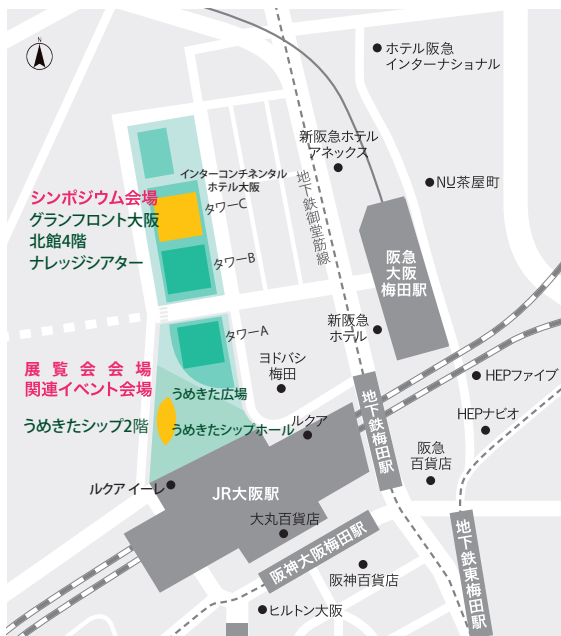 N
ホテル阪急
インターナショナル
新阪急ホテル
アネックス
インターコンチネンタル
ホテル大阪
NU茶屋町
シンポジウム会場
グランフロント大阪
北館4階
ナレッジシアター
タワーC
地下鉄御堂筋線
タワーB
阪急
大阪
梅田駅
新阪急
ホテル
タワーA
ヨドバシ
梅田
展覧会会場
関連イベント会場
HEPファイブ
うめきた広場
HEPナビオ
うめきたシップ2階
うめきたシップホール
ルクア
地下鉄梅田駅
阪急
百貨店
ルクア イーレ
JR大阪駅
大丸百貨店
阪神大阪梅田駅
地下鉄東梅田駅
阪神百貨店
ヒルトン大阪